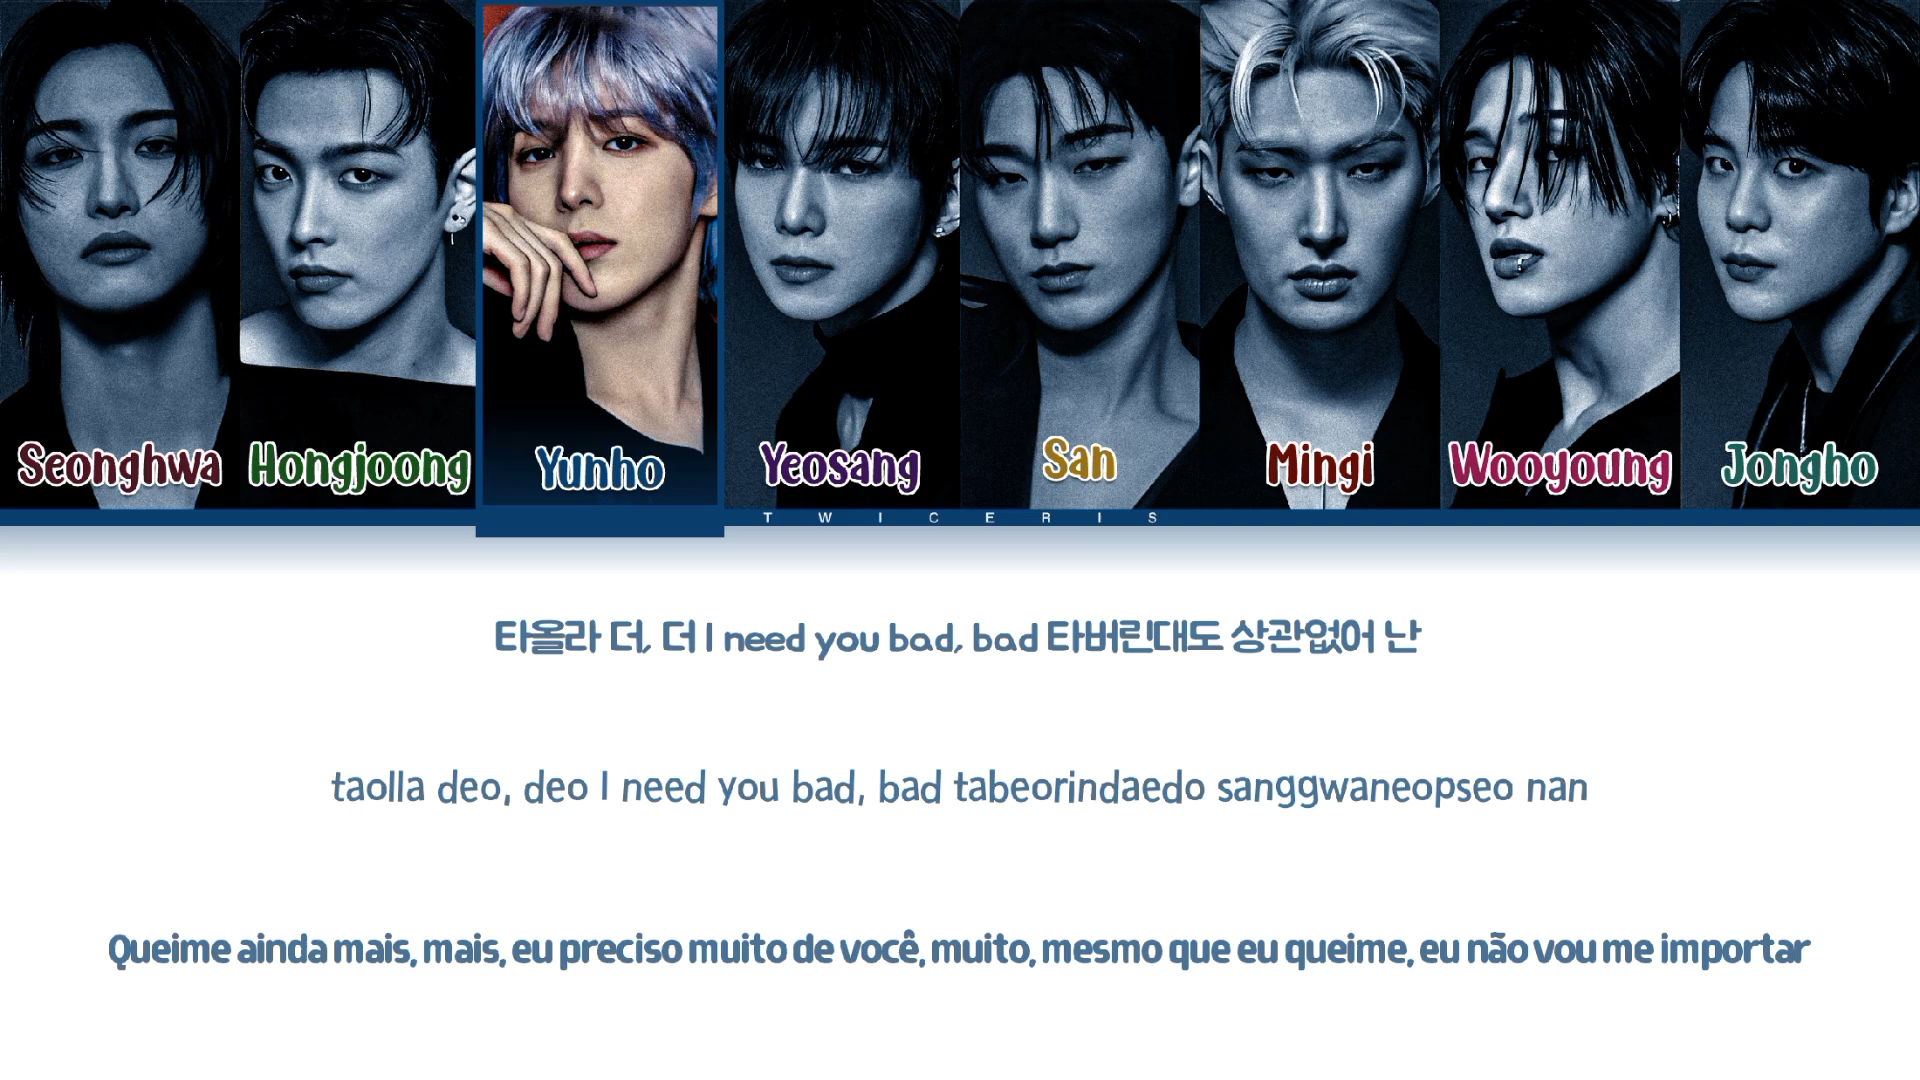 Seonghwa Hongjoong Yunho Yeosang San Mingi Wooyoung Jongho
TWICERIS
타올라 더, 더 I need you bad, bad 타버린대도 상관없어 난
taolla deo, deo I need you bad, bad tabeorindaedo sanggwaneopseo nan
Queime ainda mais, mais, eu preciso muito de você, muito, mesmo que eu queime, eu não vou me importar